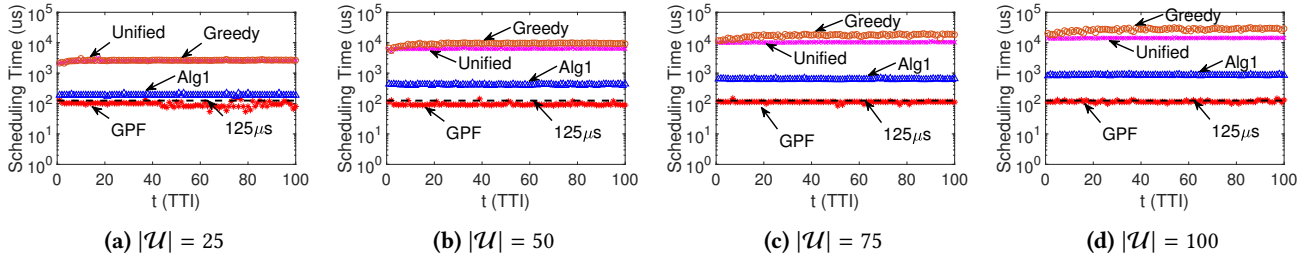 Scheduling Time (us)
10^5
10^4
10^3
10^2
10^1
10^0
Unified
Greedy
Alg1
GPF
125μs
0 20 40 60 80 100
t (TTI)
(a) |𝒰| = 25
Scheduling Time (us)
10^5
10^4
10^3
10^2
10^1
10^0
Greedy
Unified
Alg1
GPF
125μs
0 20 40 60 80 100
t (TTI)
(b) |𝒰| = 50
Scheduling Time (us)
10^5
10^4
10^3
10^2
10^1
10^0
Greedy
Unified
Alg1
GPF
125μs
0 20 40 60 80 100
t (TTI)
(c) |𝒰| = 75
Scheduling Time (us)
10^5
10^4
10^3
10^2
10^1
10^0
Greedy
Unified
Alg1
GPF
125μs
0 20 40 60 80 100
t (TTI)
(d) |𝒰| = 100